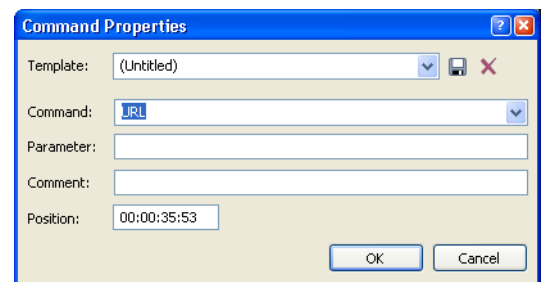 Command Properties
Template: (Untitled)
Command: URL
Parameter:
Comment:
Position: 00:00:35:53
OK Cancel